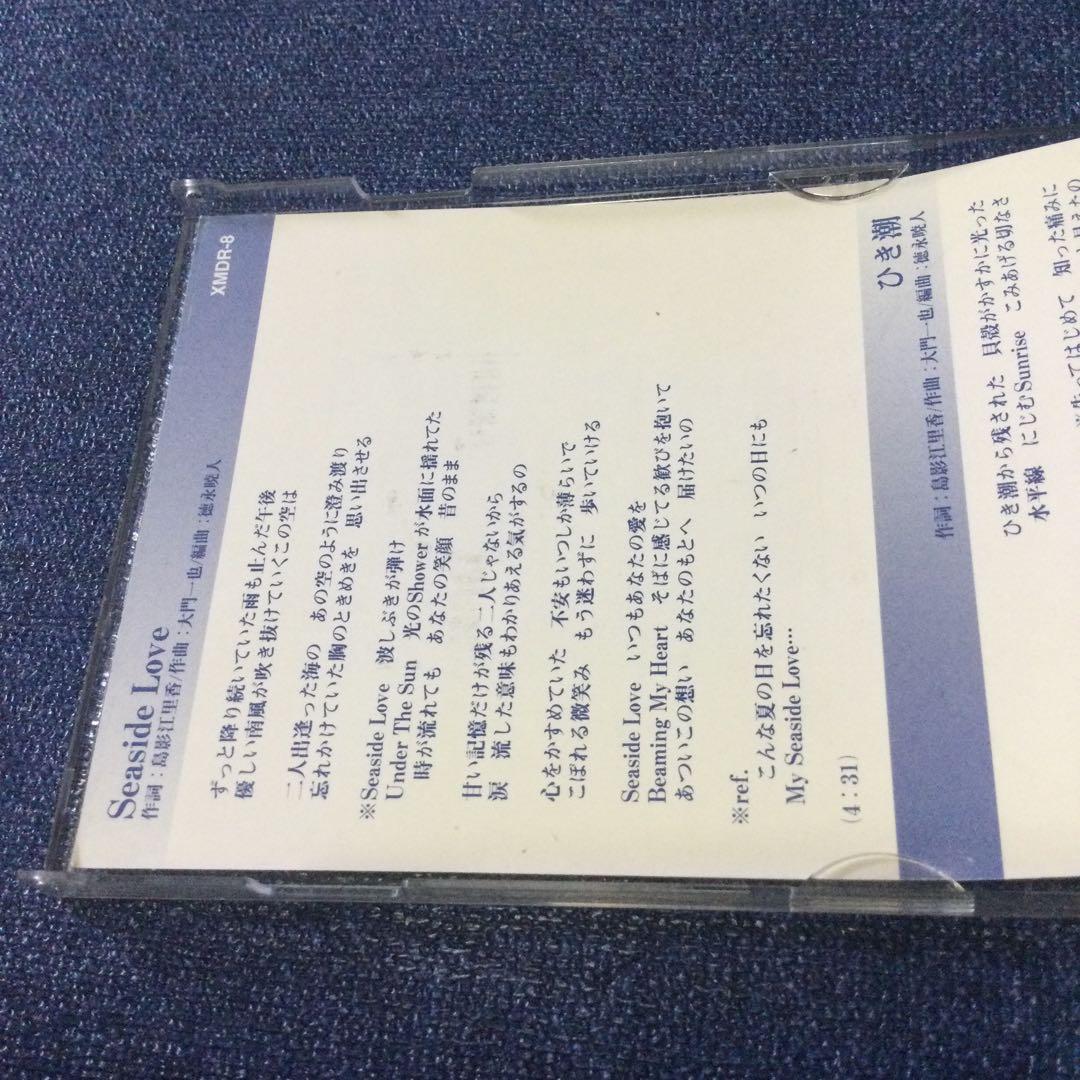 XMDR-8
Seaside Love
作詞：島影江里香/作曲：大門一也/編曲：徳永暁人
ずっと降り続いていた雨も止んだ午後
優しい南風が吹き抜けていくこの空は
二人出逢った海の　あの空のように澄み渡り
忘れかけていた胸のときめきを　思い出させる
※Seaside Love　波しぶきが弾け
Under The Sun　光のShowerが水面に揺れてた
時が流れても　あなたの笑顔　昔のまま
甘い記憶だけが残る二人じゃないから
涙　流した意味もわかりあえる気がするの
心をかすめていた　不安もいつしか薄らいで
こぼれる微笑み　もう迷わずに　歩いていける
Seaside Love　いつもあなたの愛を
Beaming My Heart　そばに感じてる歓びを抱いて
あついこの想い　あなたのもとへ　届けたいの
※ref.
こんな夏の日を忘れたくない　いつの日にも
My Seaside Love…
(4：31)
ひき潮
作詞：島影江里香/作曲：大門一也/編曲：徳永暁人
ひき潮から残された　貝殻がかすかに光った
水平線　にじむSunrise　こみあげる切なさ
失ってはじめて　知った痛みに